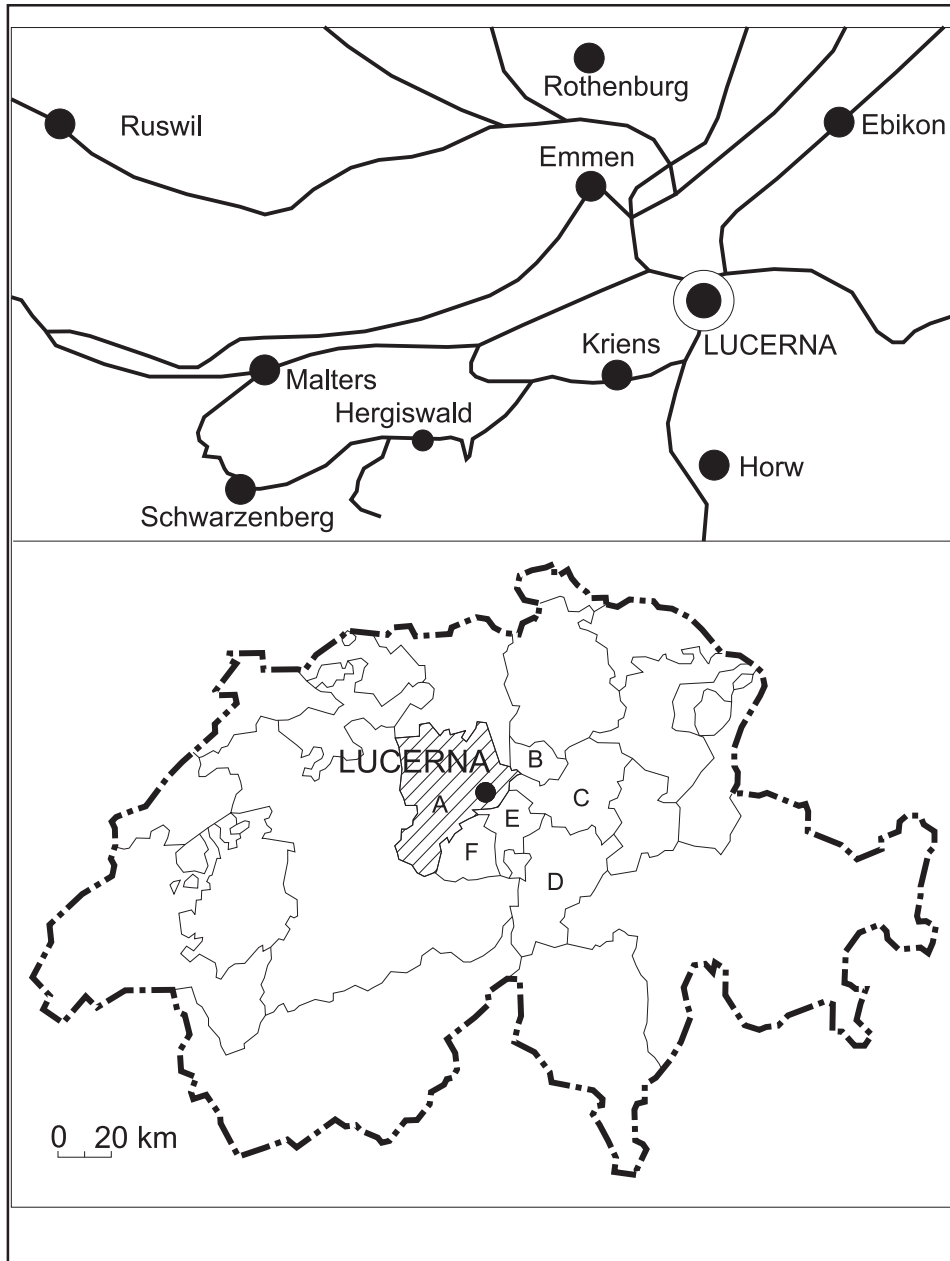 Rothenburg
Ruswil
Ebikon
Emmen
Kriens
LUCERNA
Malters
Hergiswald
Horw
Schwarzenberg
LUCERNA
A
B
C
E
F
D
0 20 km